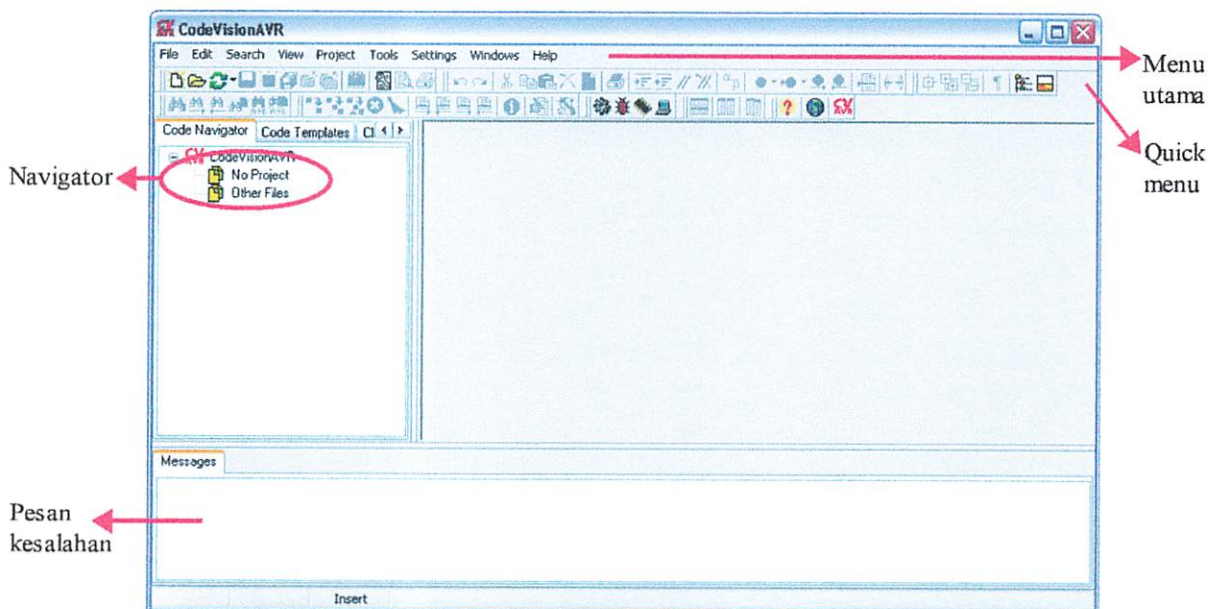 CodeVisionAVR
File Edit Search View Project Tools Settings Windows Help
Menu
utama
Quick
menu
Code Navigator Code Templates
CodeVisionAVR
No Project
Other Files
Navigator
Messages
Pesan
kesalahan
Insert